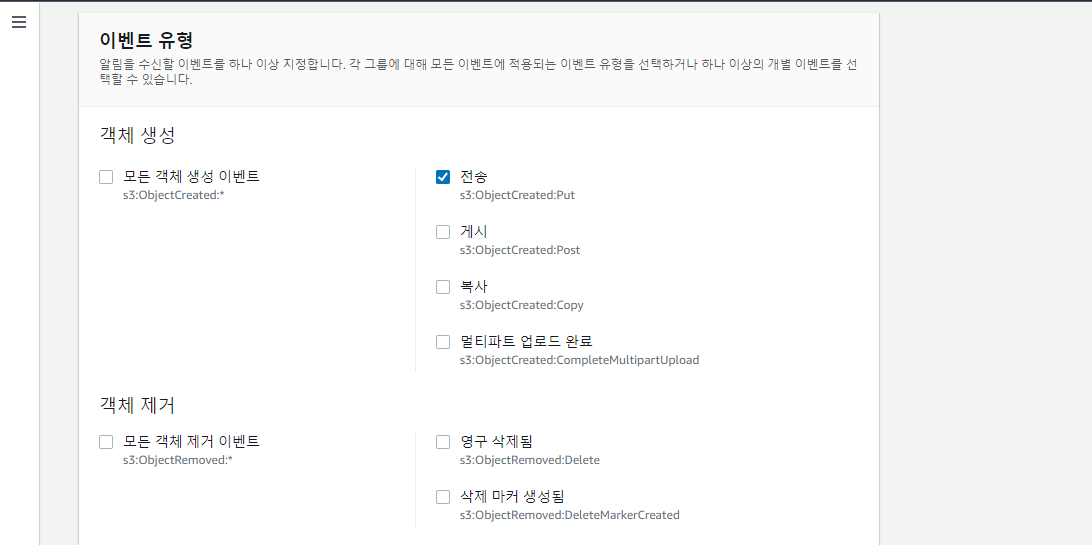 이벤트 유형
알림을 수신할 이벤트를 하나 이상 지정합니다. 각 그룹에 대해 모든 이벤트에 적용되는 이벤트 유형을 선택하거나 하나 이상의 개별 이벤트를 선
택할 수 있습니다.
객체 생성
모든 객체 생성 이벤트
s3:ObjectCreated:*
전송
s3:ObjectCreated:Put
게시
s3:ObjectCreated:Post
복사
s3:ObjectCreated:Copy
멀티파트 업로드 완료
s3:ObjectCreated:CompleteMultipartUpload
객체 제거
모든 객체 제거 이벤트
s3:ObjectRemoved:*
영구 삭제됨
s3:ObjectRemoved:Delete
삭제 마커 생성됨
s3:ObjectRemoved:DeleteMarkerCreated